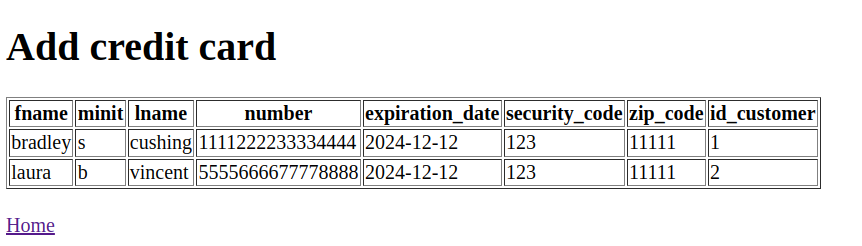 Add credit card
fname minit lname number expiration_date security_code zip_code id_customer
bradley s cushing 1111222233334444 2024-12-12 123 11111 1
laura b vincent 5555666677778888 2024-12-12 123 11111 2
Home